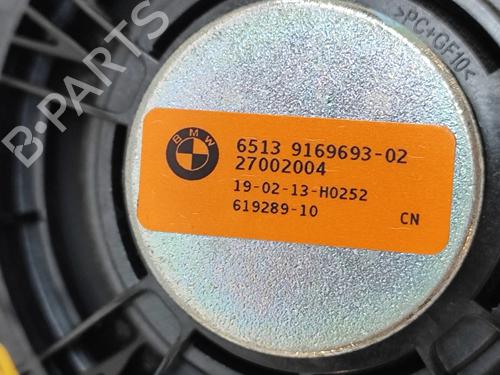 B-PARTS
>PC+GF10<
BMW
6513 9169693-02
27002004
19-02-13-H0252
619289-10
CN